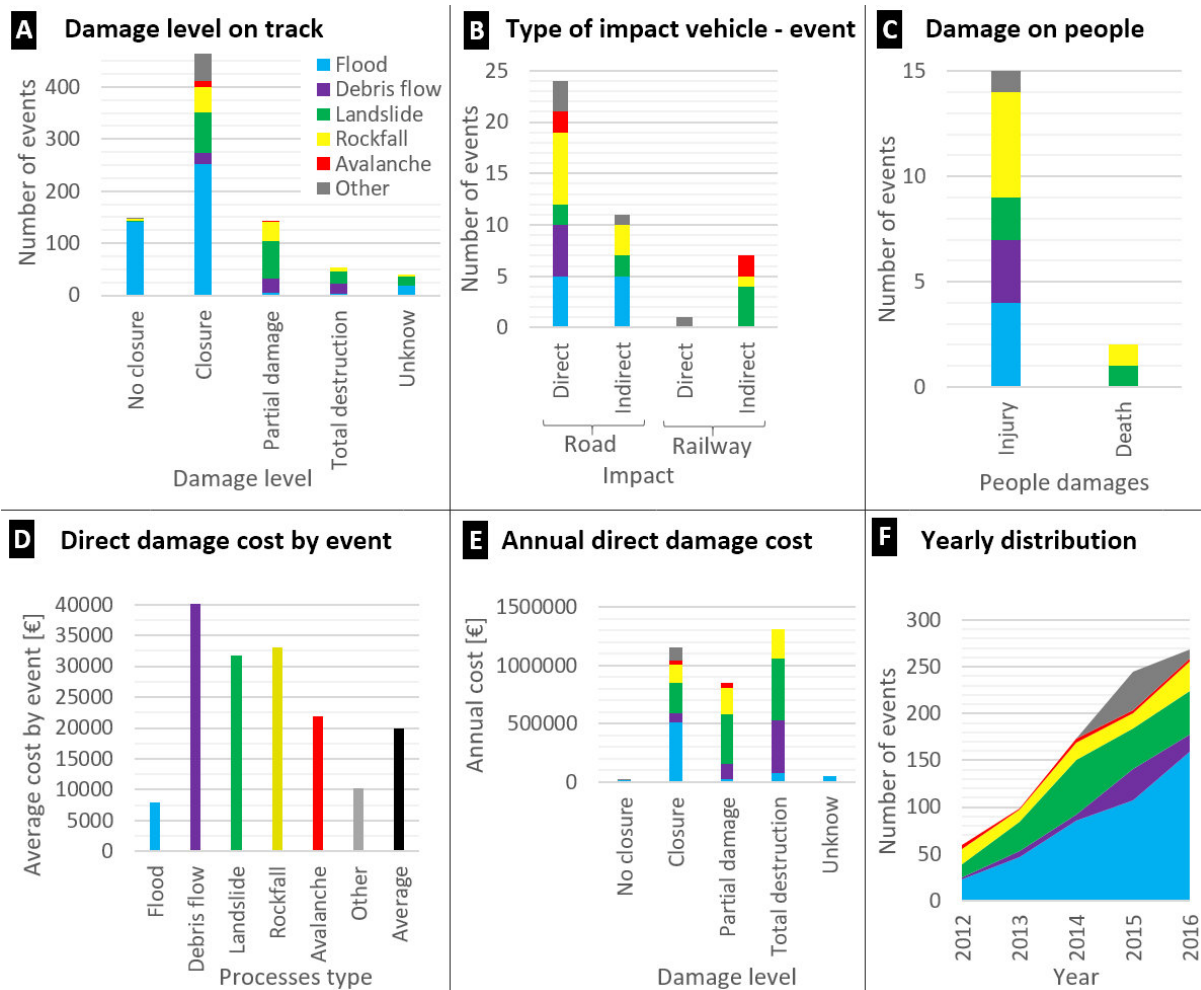 A Damage level on track
Number of events
400
300
200
100
0
Flood
Debris flow
Landslide
Rockfall
Avalanche
Other
No closure
Closure
Partial damage
Total destruction
Unknow
Damage level
B Type of impact vehicle - event
Number of events
25
20
15
10
5
0
Direct
Indirect
Direct
Indirect
Road
Railway
Impact
C Damage on people
Number of events
15
10
5
0
Injury
Death
People damages
D Direct damage cost by event
Average cost by event [€]
40000
35000
30000
25000
20000
15000
10000
5000
0
Flood
Debris flow
Landslide
Rockfall
Avalanche
Other
Average
Processes type
E Annual direct damage cost
Annual cost [€]
1500000
1000000
500000
0
No closure
Closure
Partial damage
Total destruction
Unknow
Damage level
F Yearly distribution
Number of events
300
250
200
150
100
50
0
2012
2013
2014
2015
2016
Year